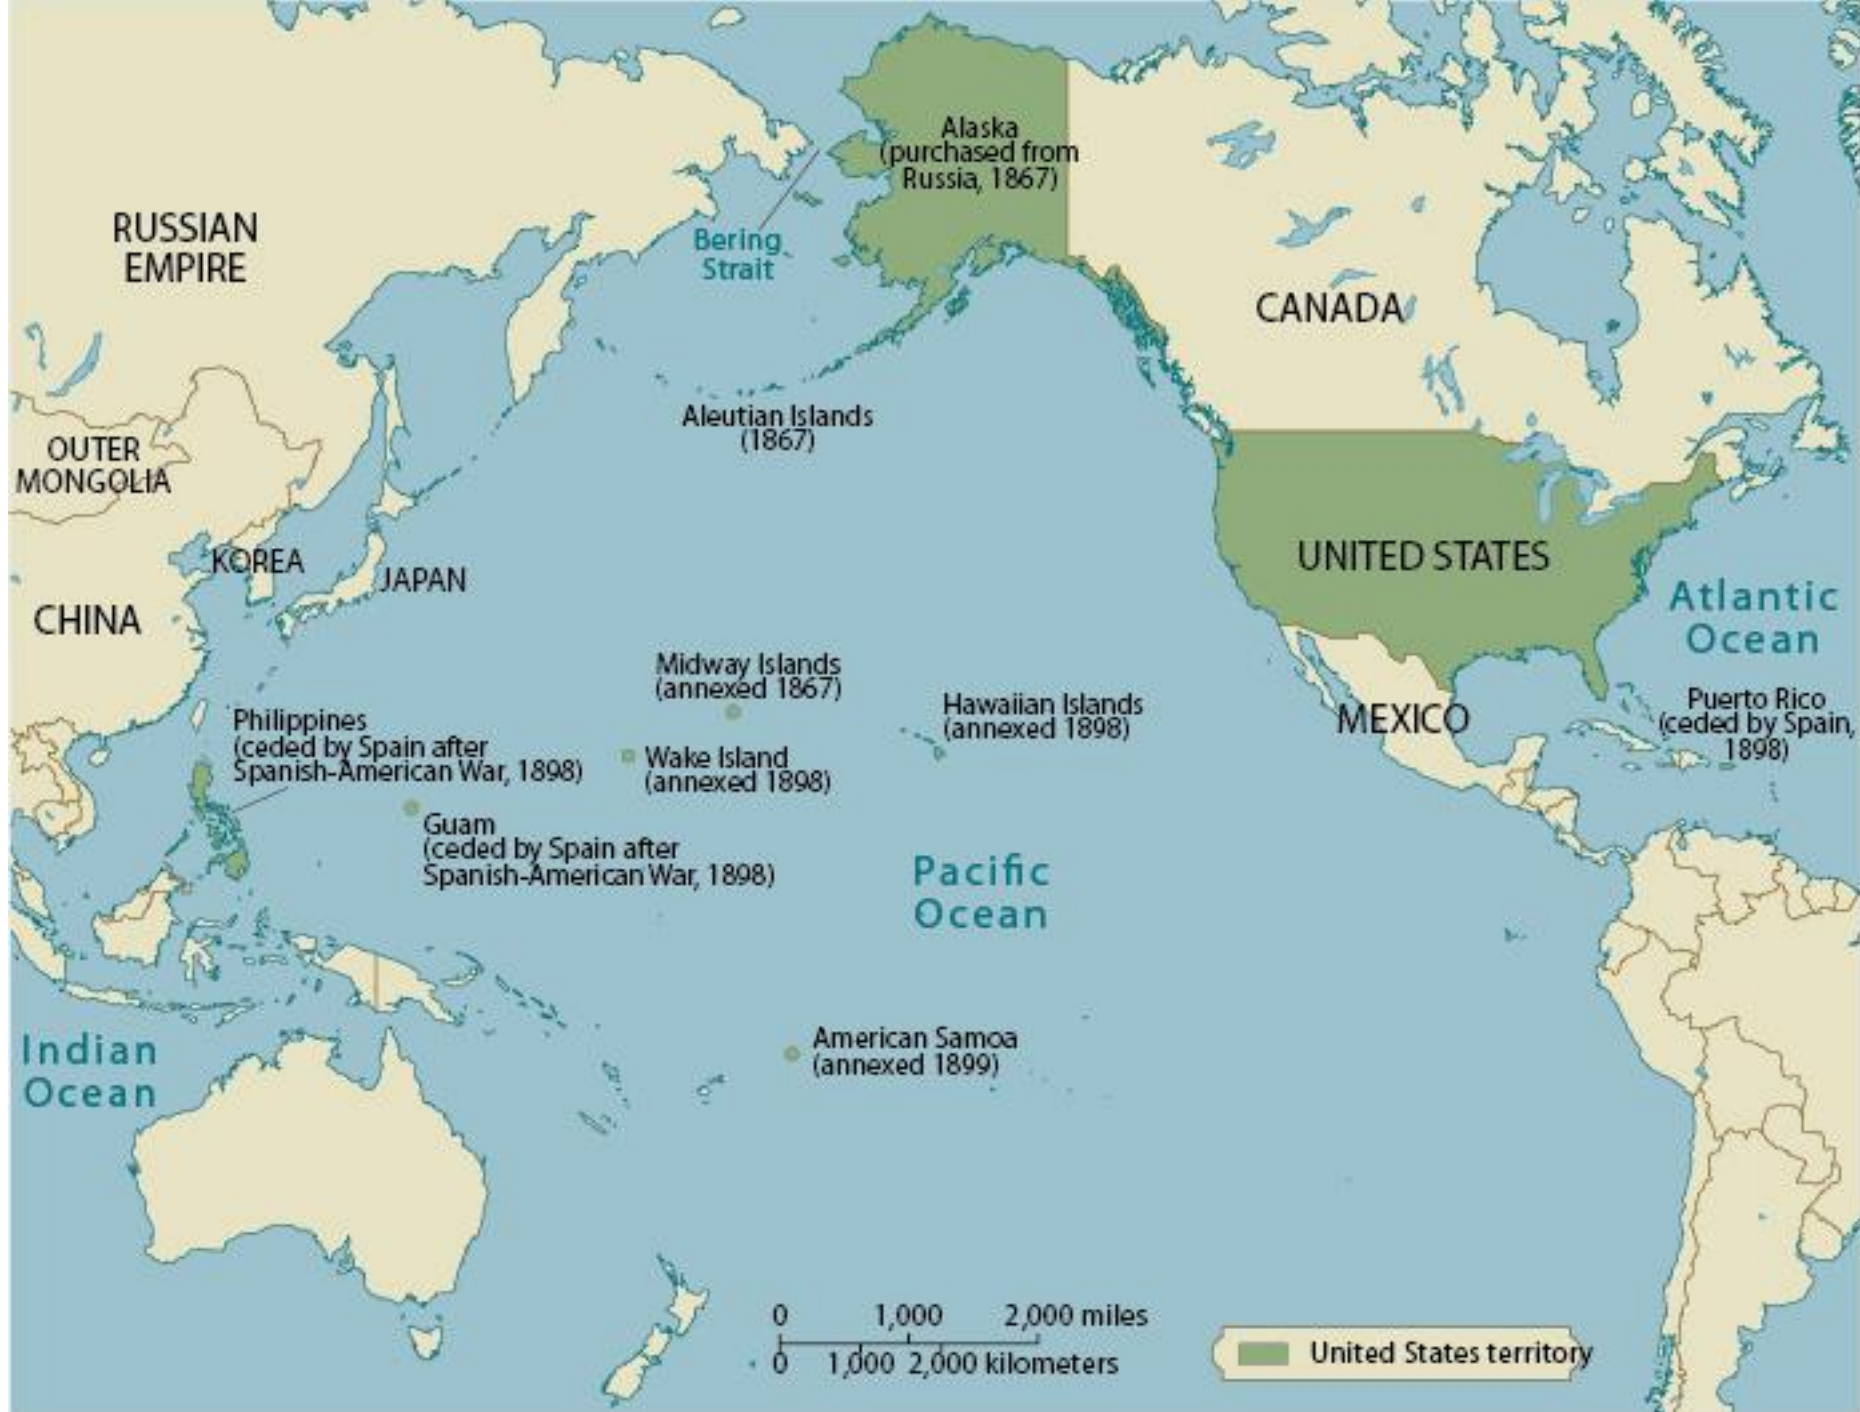 Alaska
(purchased from
Russia, 1867)
RUSSIAN
EMPIRE
Bering
Strait
CANADA
Aleutian Islands
(1867)
OUTER
MONGOLIA
KOREA
JAPAN
CHINA
UNITED STATES
Atlantic
Ocean
Midway Islands
(annexed 1867)
Hawaiian Islands
(annexed 1898)
MEXICO
Puerto Rico
(ceded by Spain,
1898)
Philippines
(ceded by Spain after
Spanish-American War, 1898)
Wake Island
(annexed 1898)
Guam
(ceded by Spain after
Spanish-American War, 1898)
Pacific
Ocean
Indian
Ocean
American Samoa
(annexed 1899)
0 1,000 2,000 miles
0 1,000 2,000 kilometers
United States territory